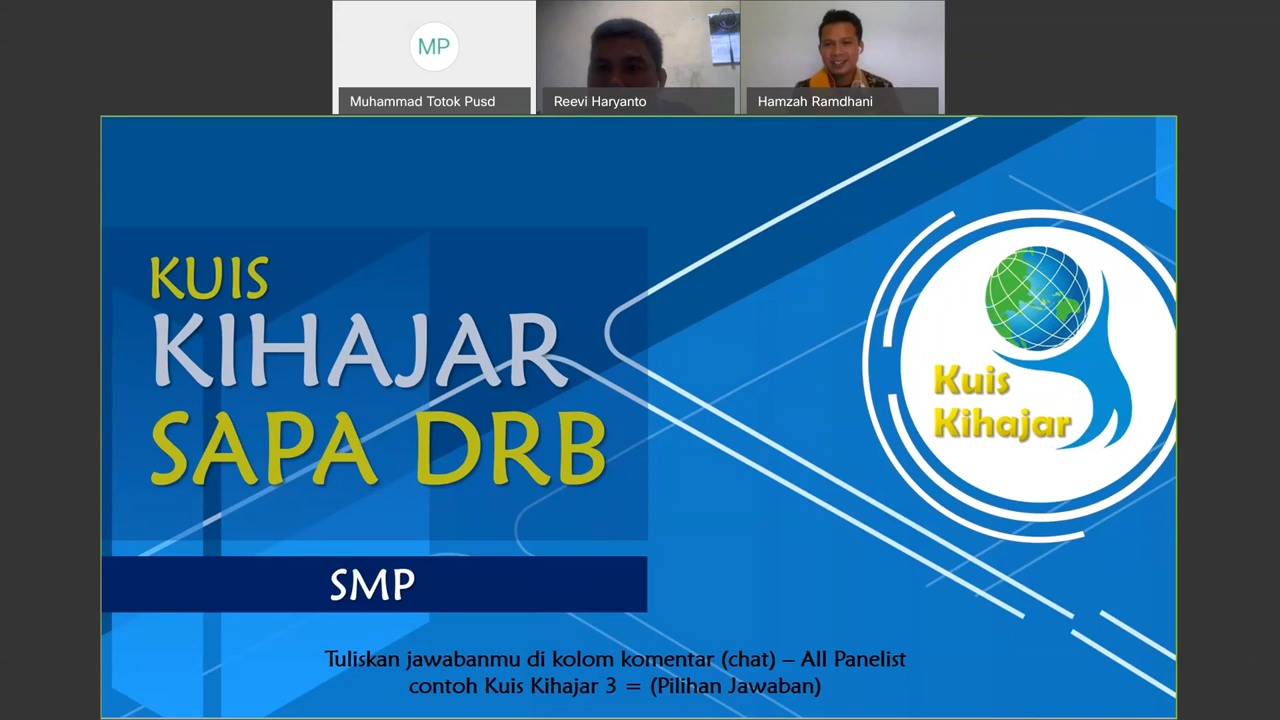 MP
Muhammad Totok Pusd
Reevi Haryanto
Hamzah Ramdhani
KUIS
KIHAJAR
SAPA DRB
Kuis
Kihajar
SMP
Tuliskan jawabanmu di kolom komentar (chat) – All Panelist
contoh Kuis Kihajar 3 = (Pilihan Jawaban)